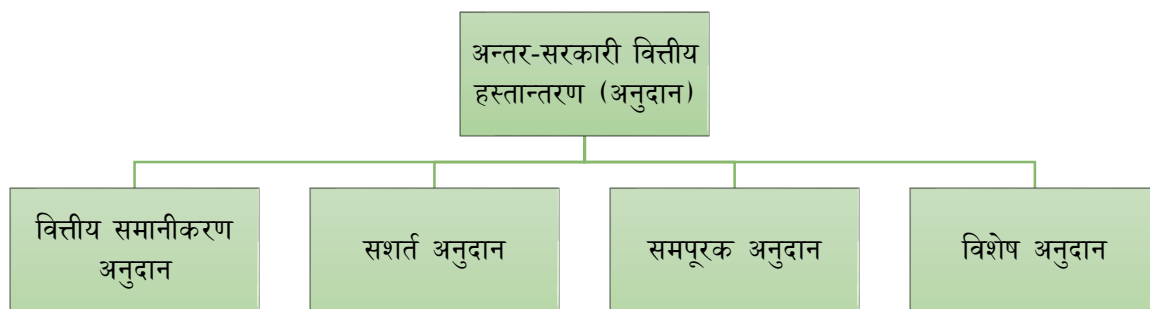 अन्तर-सरकारी वित्तीय
हस्तान्तरण (अनुदान)
वित्तीय समानीकरण
अनुदान
सशर्त अनुदान
समपूरक अनुदान
विशेष अनुदान